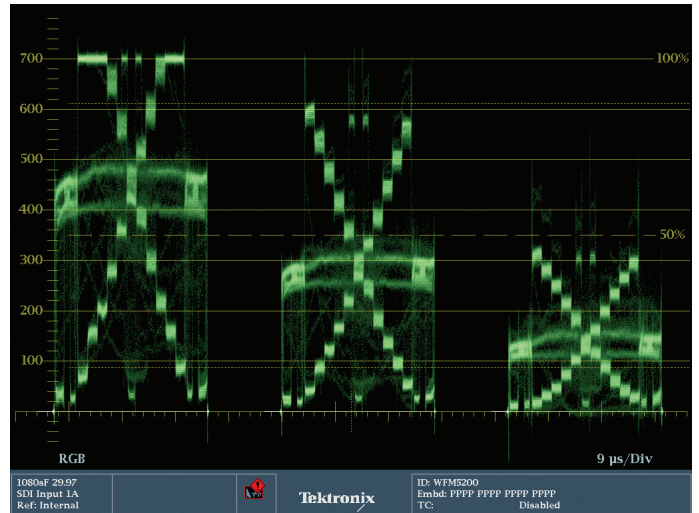 700
100%
600
500
400
50%
300
200
100
RGB
9 µs/Div
1080sF 29.97
SDI Input 1A
Ref: Internal
Tektronix
ID: WFM5200
Embd: PPPP PPPP PPPP PPPP
TC: Disabled